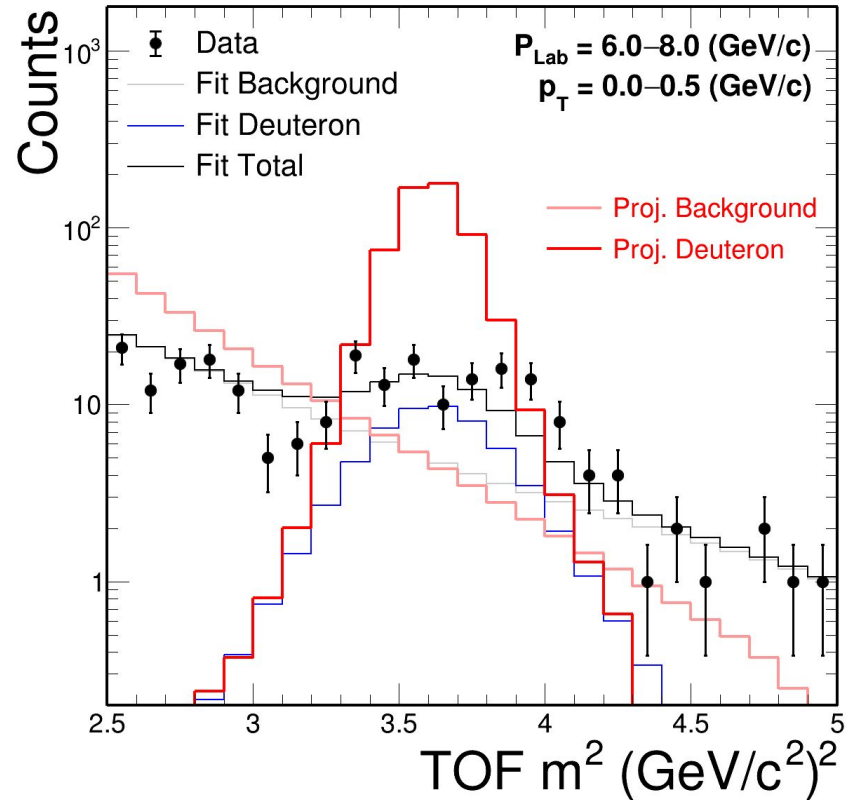 Counts
10³
10²
10
1
Data
Fit Background
Fit Deuteron
Fit Total
P_Lab = 6.0–8.0 (GeV/c)
p_T = 0.0–0.5 (GeV/c)
Proj. Background
Proj. Deuteron
2.5 3 3.5 4 4.5 5
TOF m² (GeV/c²)²